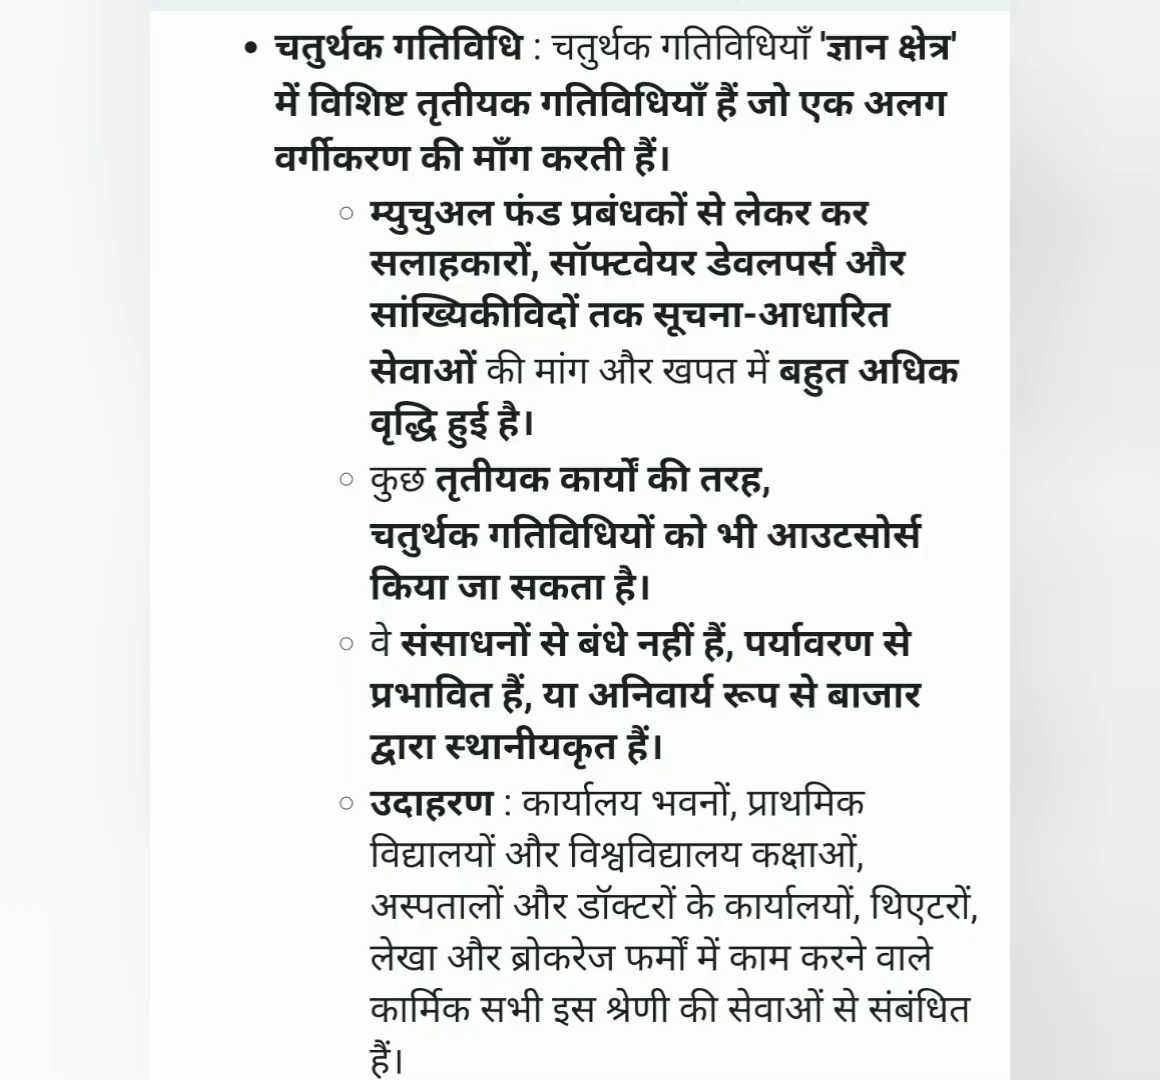 • चतुर्थक गतिविधि : चतुर्थक गतिविधियाँ 'ज्ञान क्षेत्र'
में विशिष्ट तृतीयक गतिविधियाँ हैं जो एक अलग
वर्गीकरण की माँग करती हैं।
○ म्युचुअल फंड प्रबंधकों से लेकर कर
सलाहकारों, सॉफ्टवेयर डेवलपर्स और
सांख्यिकीविदों तक सूचना-आधारित
सेवाओं की मांग और खपत में बहुत अधिक
वृद्धि हुई है।
○ कुछ तृतीयक कार्यों की तरह,
चतुर्थक गतिविधियों को भी आउटसोर्स
किया जा सकता है।
○ वे संसाधनों से बंधे नहीं हैं, पर्यावरण से
प्रभावित हैं, या अनिवार्य रूप से बाजार
द्वारा स्थानीयकृत हैं।
○ उदाहरण : कार्यालय भवनों, प्राथमिक
विद्यालयों और विश्वविद्यालय कक्षाओं,
अस्पतालों और डॉक्टरों के कार्यालयों, थिएटरों,
लेखा और ब्रोकरेज फर्मों में काम करने वाले
कार्मिक सभी इस श्रेणी की सेवाओं से संबंधित
हैं।